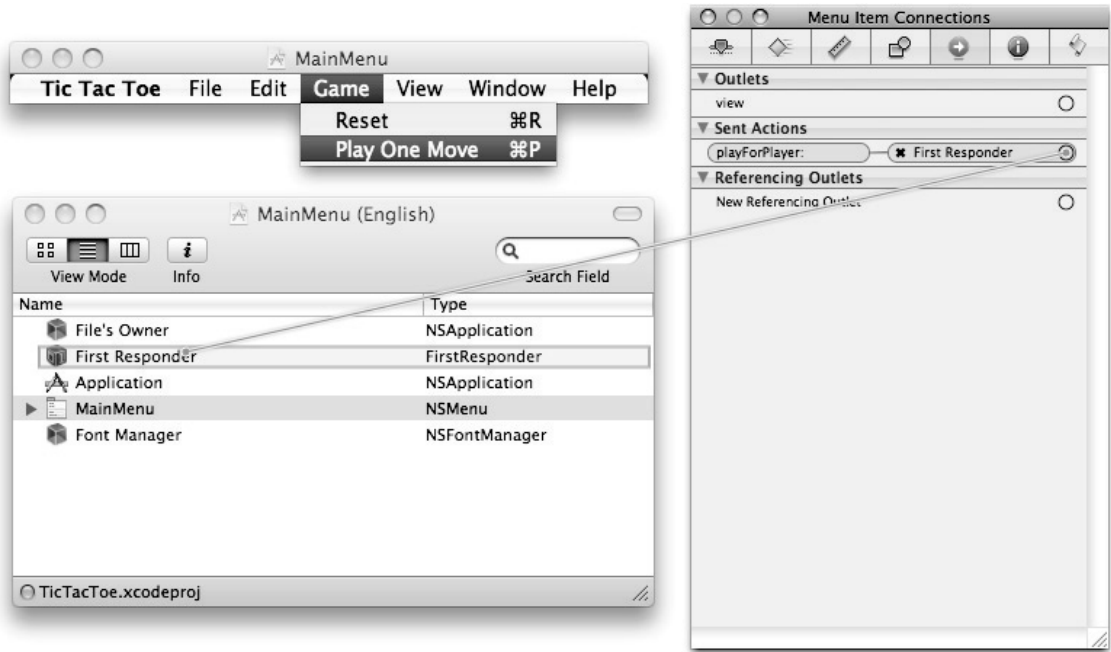 MainMenu
Tic Tac Toe File Edit Game View Window Help
Reset ⌘R
Play One Move ⌘P
MainMenu (English)
View Mode Info Search Field
Name Type
File's Owner NSApplication
First Responder FirstResponder
Application NSApplication
MainMenu NSMenu
Font Manager NSFontManager
TicTacToe.xcodeproj
Menu Item Connections
Outlets
view
Sent Actions
playForPlayer: First Responder
Referencing Outlets
New Referencing Outlet